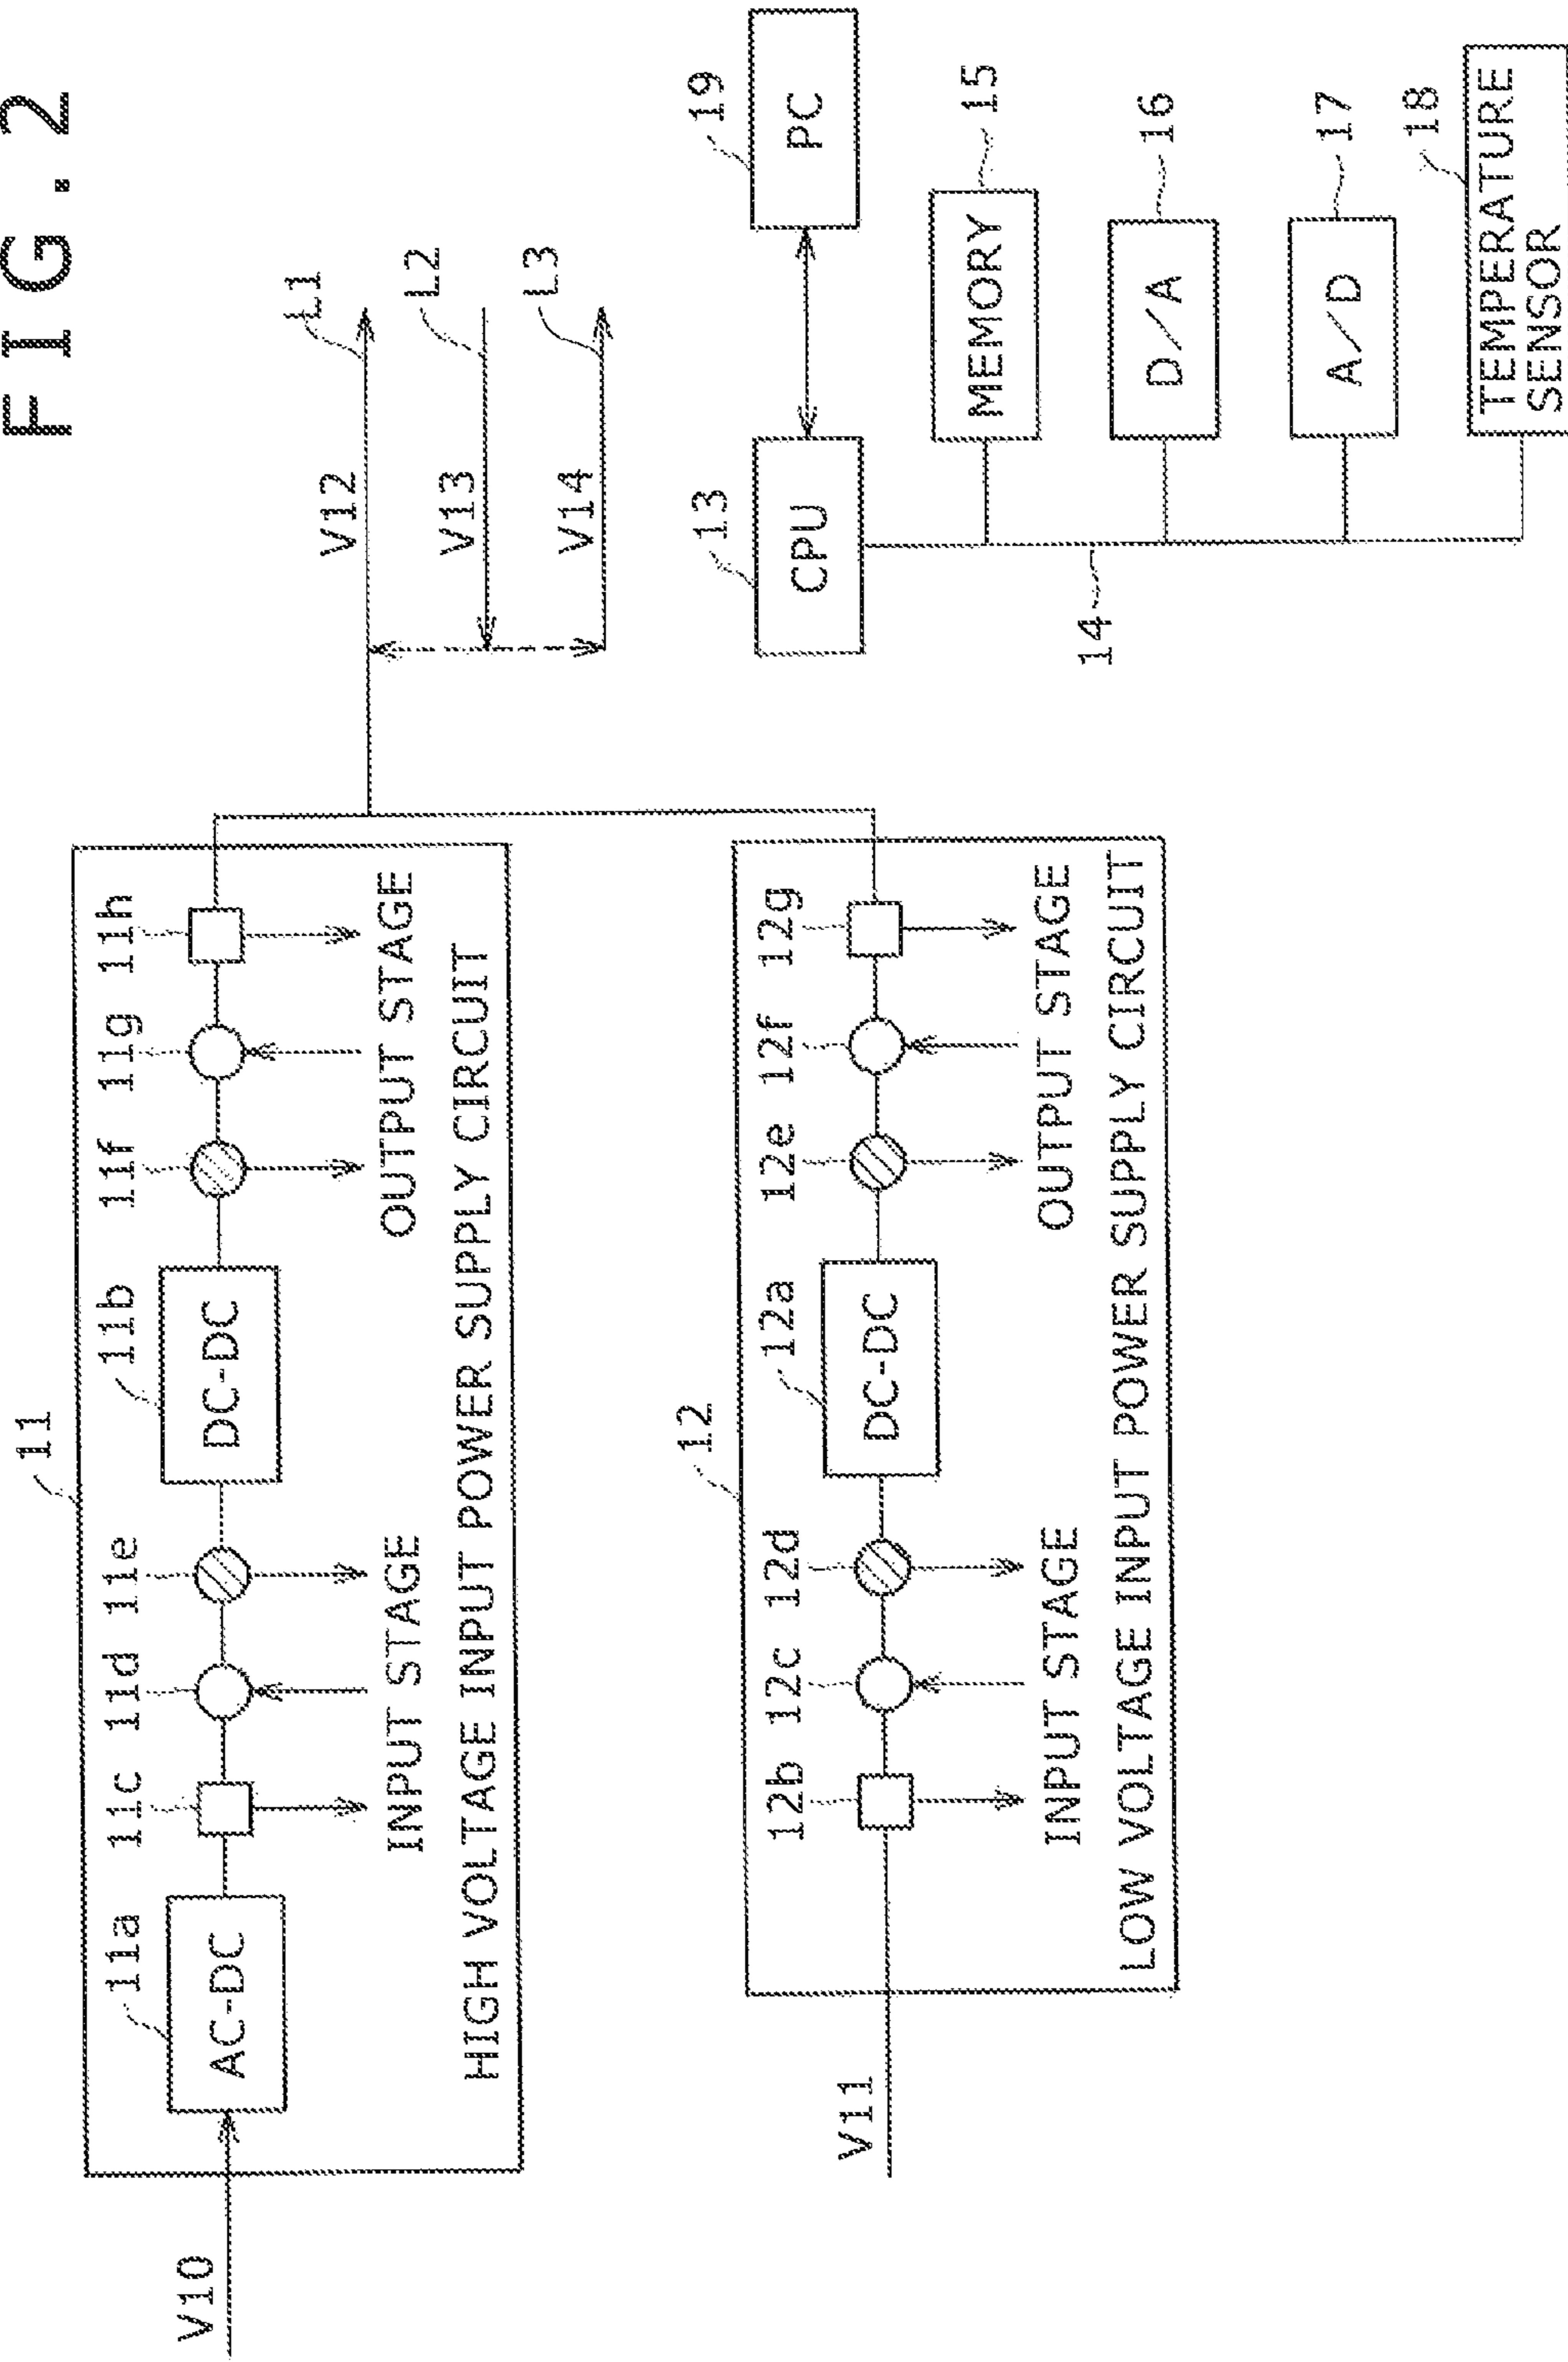 FIG. 2
11
11a 11c 11d 11e 11b 11f 11g 11h
AC-DC
DC-DC
V10
INPUT STAGE
OUTPUT STAGE
HIGH VOLTAGE INPUT POWER SUPPLY CIRCUIT
V12
L1
V13
L2
V14
L3
12
12b 12c 12d 12a 12e 12f 12g
DC-DC
V11
INPUT STAGE
OUTPUT STAGE
LOW VOLTAGE INPUT POWER SUPPLY CIRCUIT
13
CPU
19
PC
15
MEMORY
14
16
D/A
17
A/D
18
TEMPERATURE
SENSOR